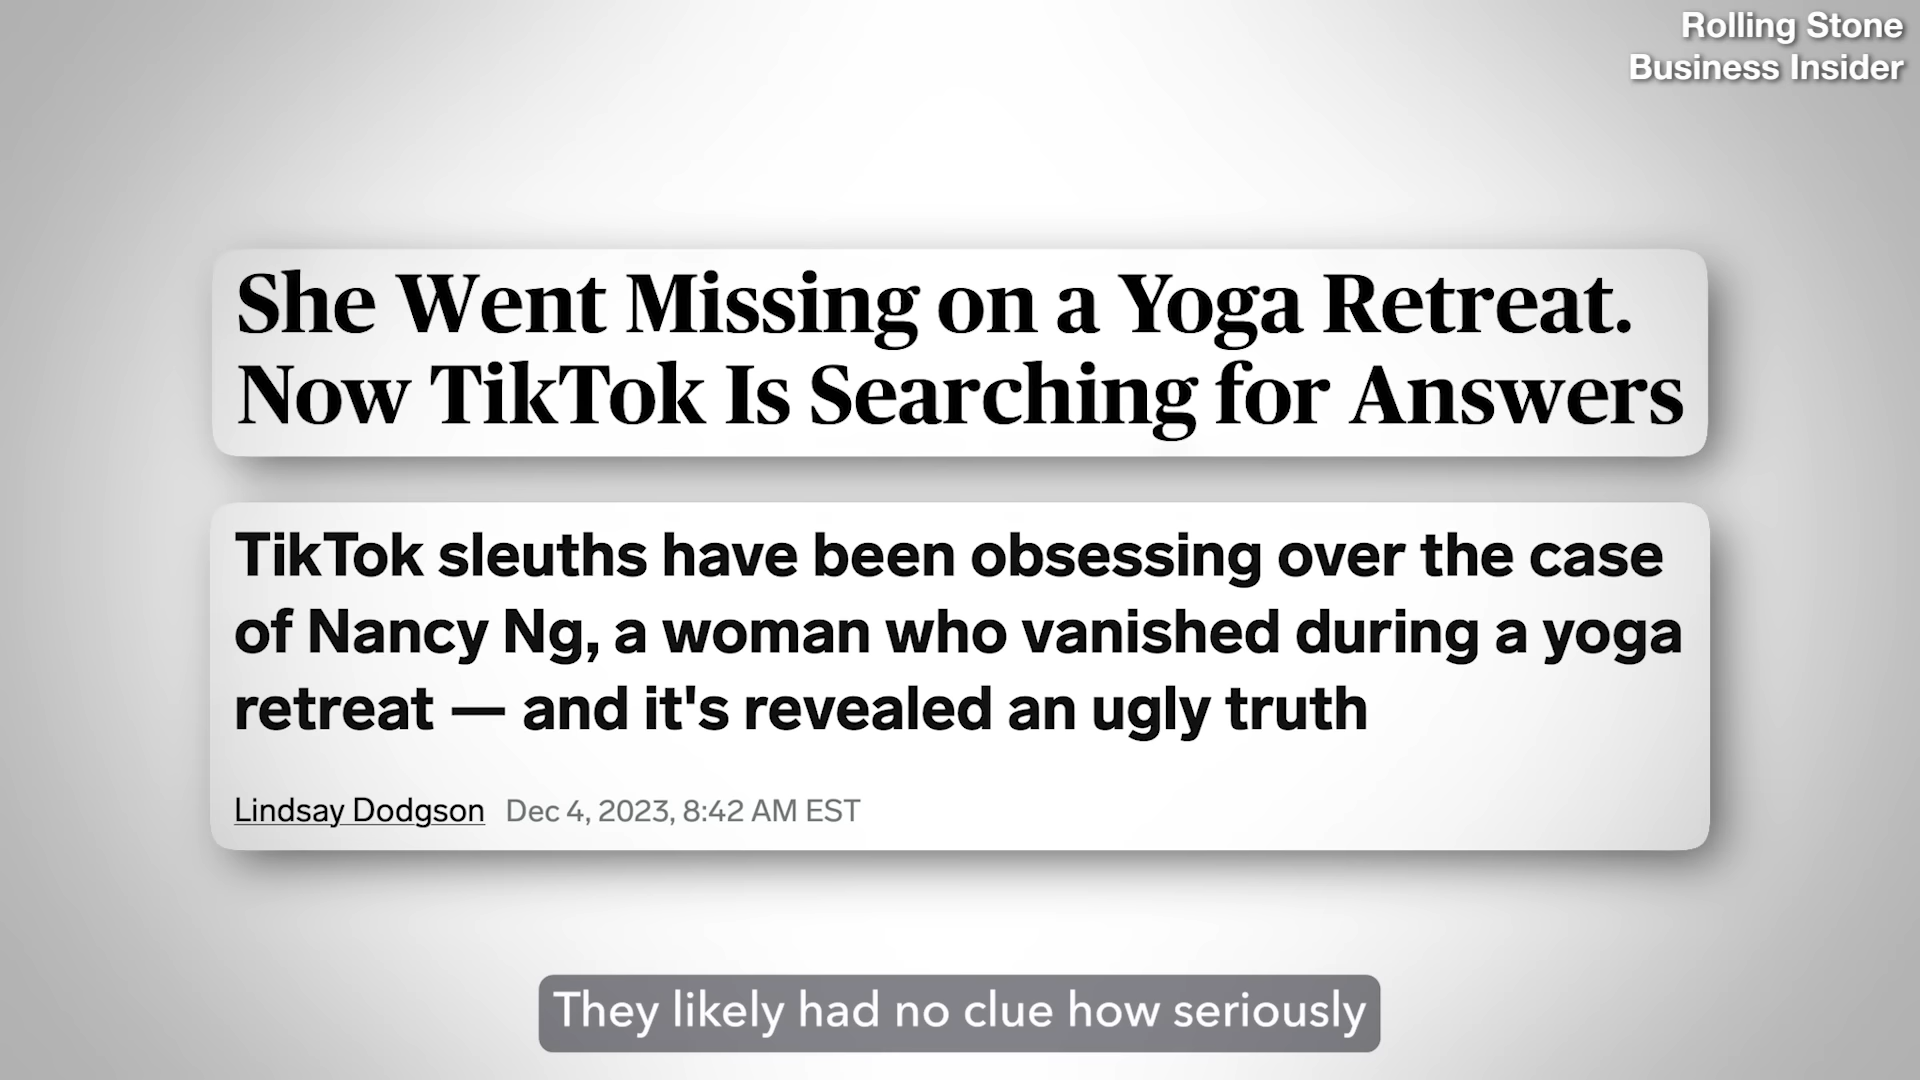 Rolling Stone
Business Insider
She Went Missing on a Yoga Retreat.
Now TikTok Is Searching for Answers
TikTok sleuths have been obsessing over the case
of Nancy Ng, a woman who vanished during a yoga
retreat — and it's revealed an ugly truth
Lindsay Dodgson Dec 4, 2023, 8:42 AM EST
They likely had no clue how seriously